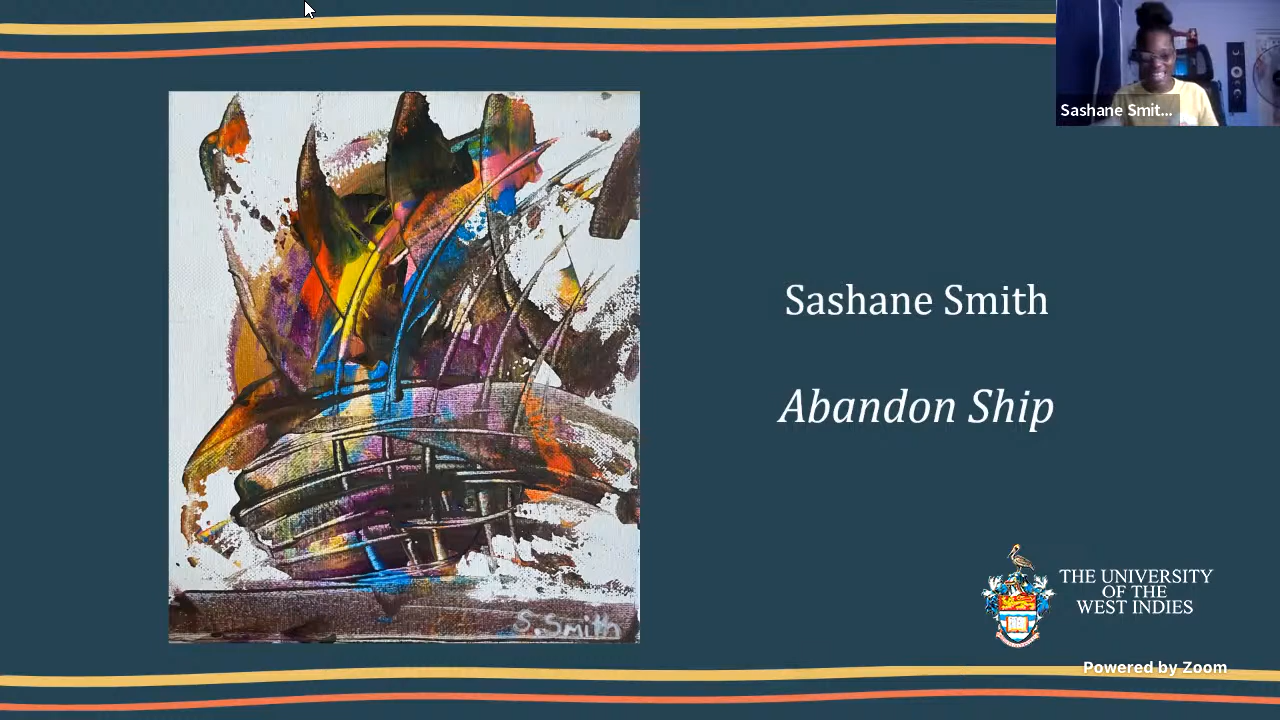 Sashane Smit...
Sashane Smith
Abandon Ship
THE UNIVERSITY
OF THE
WEST INDIES
S.Smith
Powered by Zoom